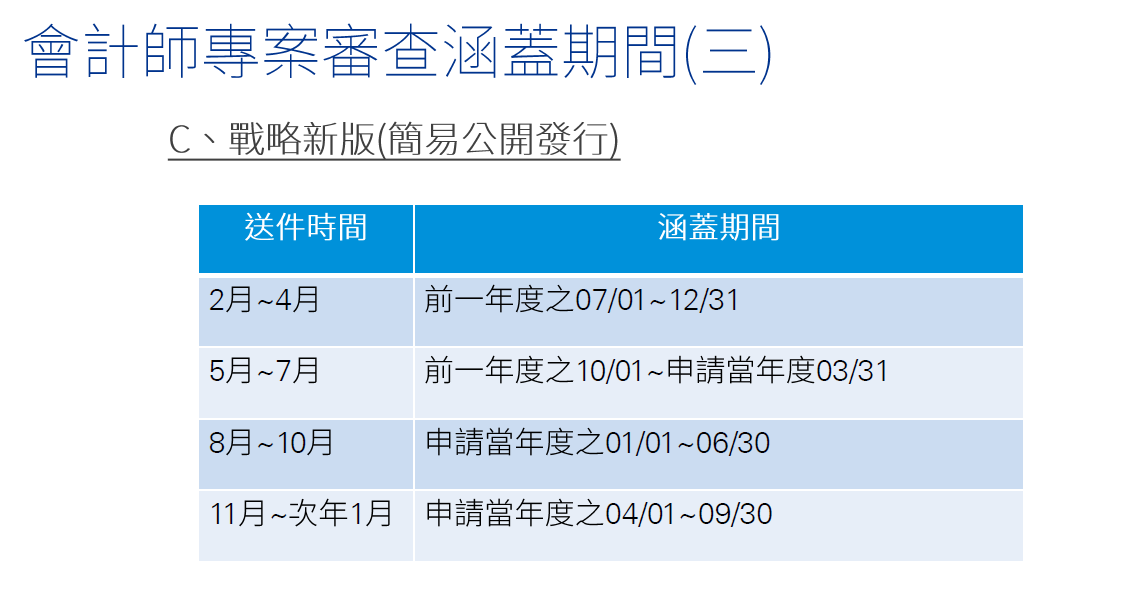 會計師專案審查涵蓋期間(三)
C、戰略新版(簡易公開發行)
送件時間 涵蓋期間
2月~4月 前一年度之07/01~12/31
5月~7月 前一年度之10/01~申請當年度03/31
8月~10月 申請當年度之01/01~06/30
11月~次年1月 申請當年度之04/01~09/30